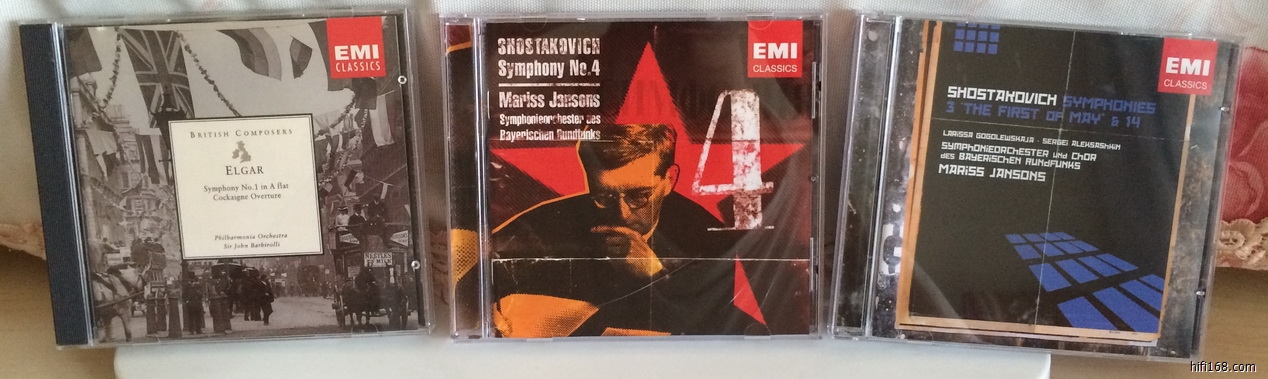 EMI
CLASSICS
BRITISH COMPOSERS
ELGAR
Symphony No.1 in A flat
Cockaigne Overture
Philharmonia Orchestra
Sir John Barbirolli
SHOSTAKOVICH
Symphony No.4
Mariss Jansons
Symphonieorchester des
Bayerischen Rundfunks
EMI
CLASSICS
4
EMI
CLASSICS
SHOSTAKOVICH SYMPHONIES
3 'THE FIRST OF MAY' & 14
LARISSA GOGOLEWSKAJA · SERGEI ALEKSASHKIN
SYMPHONIEORCHESTER UND CHOR
DES BAYERISCHEN RUNDFUNKS
MARISS JANSONS
hifi168.com